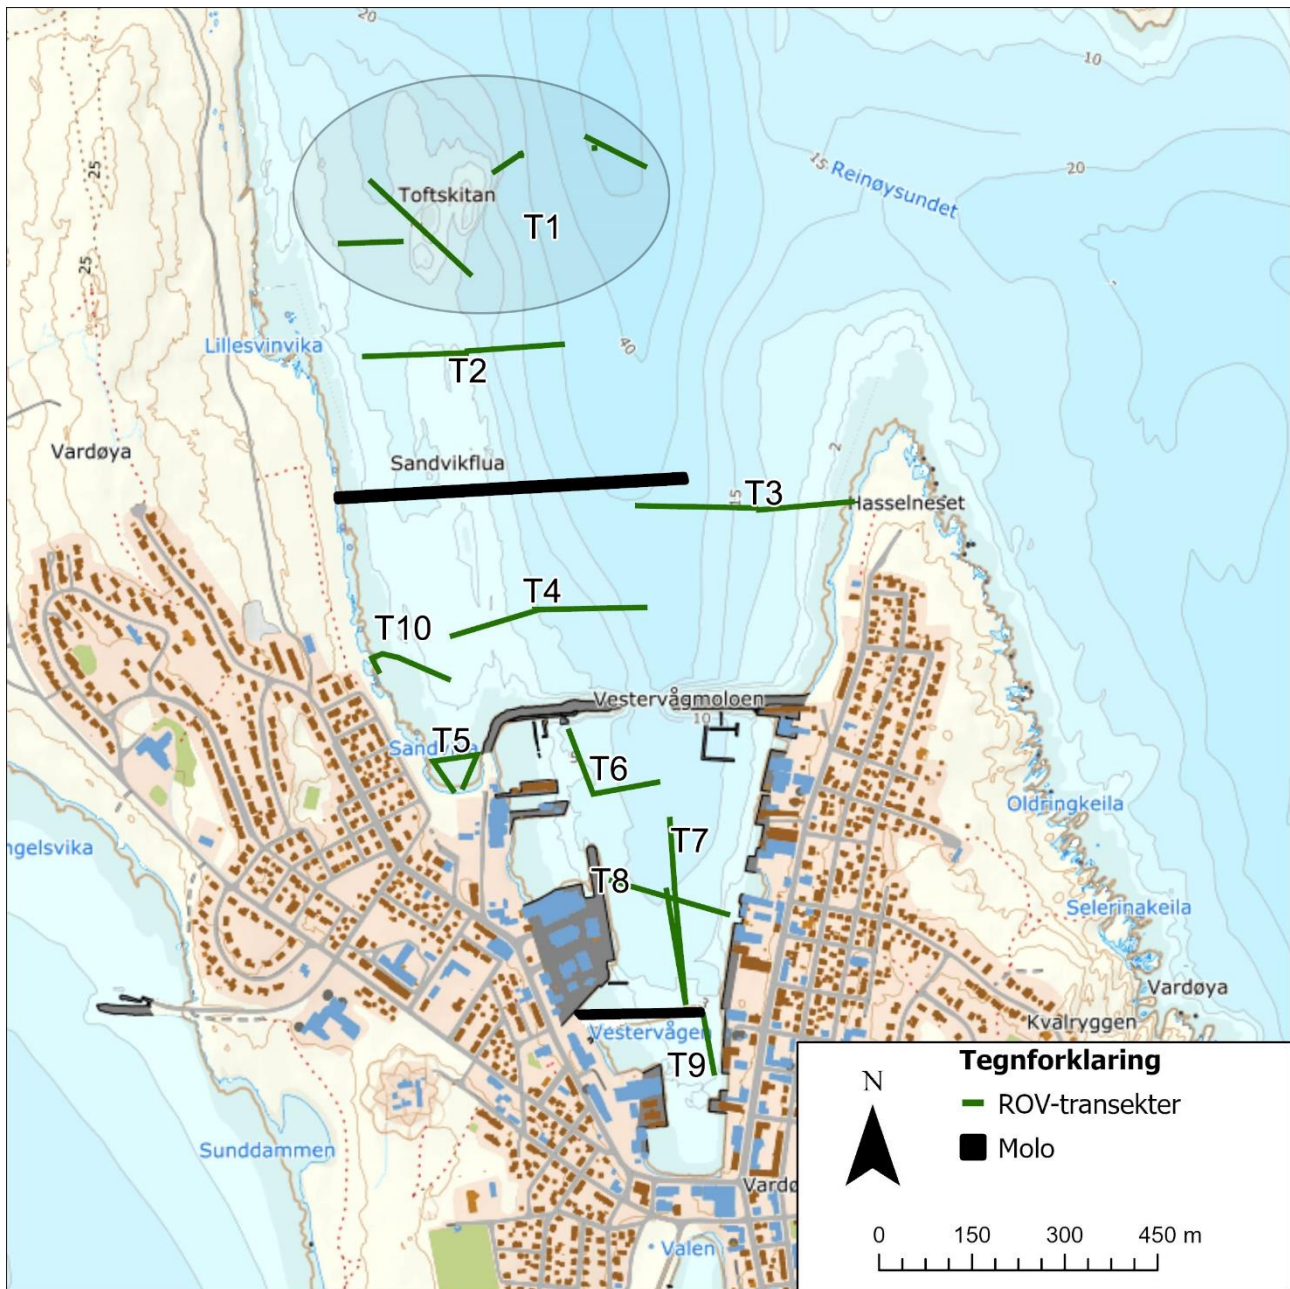 20
10
15
20
Reinøysundet
25
Toftskitan
T1
25
40
Lillesvinvika
T2
2
Vardøya
Sandvikflua
15
T3
Hasselneset
T4
T10
Vestervågmoloen
10
T5
T6
Oldringkeila
ngelsvika
T7
T8
Selerinakeila
Vardøya
Vestervågen
Kvalryggen
T9
Sunddammen
Vardø
Valen
Tegnforklaring
N
ROV-transekter
Molo
0 150 300 450 m